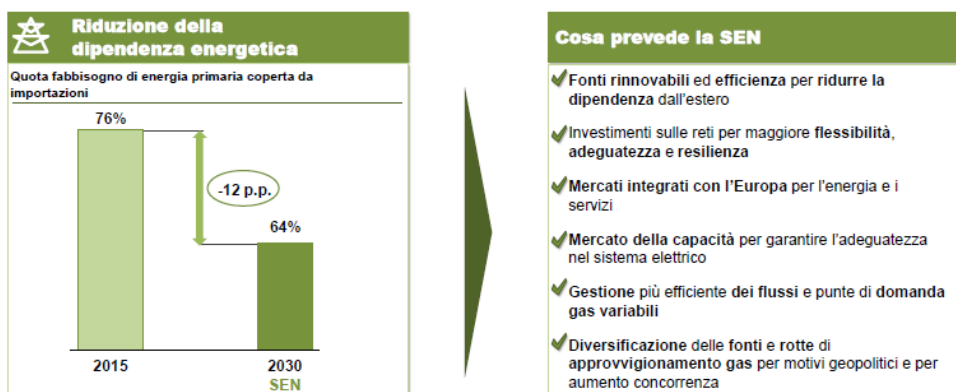 Riduzione della
dipendenza energetica
Quota fabbisogno di energia primaria coperta da
importazioni
76%
-12 p.p.
64%
2015
2030
SEN
Cosa prevede la SEN
Fonti rinnovabili ed efficienza per ridurre la
dipendenza dall'estero
Investimenti sulle reti per maggiore flessibilità,
adeguatezza e resilienza
Mercati integrati con l'Europa per l'energia e i
servizi
Mercato della capacità per garantire l'adeguatezza
nel sistema elettrico
Gestione più efficiente dei flussi e punte di domanda
gas variabili
Diversificazione delle fonti e rotte di
approvvigionamento gas per motivi geopolitici e per
aumento concorrenza